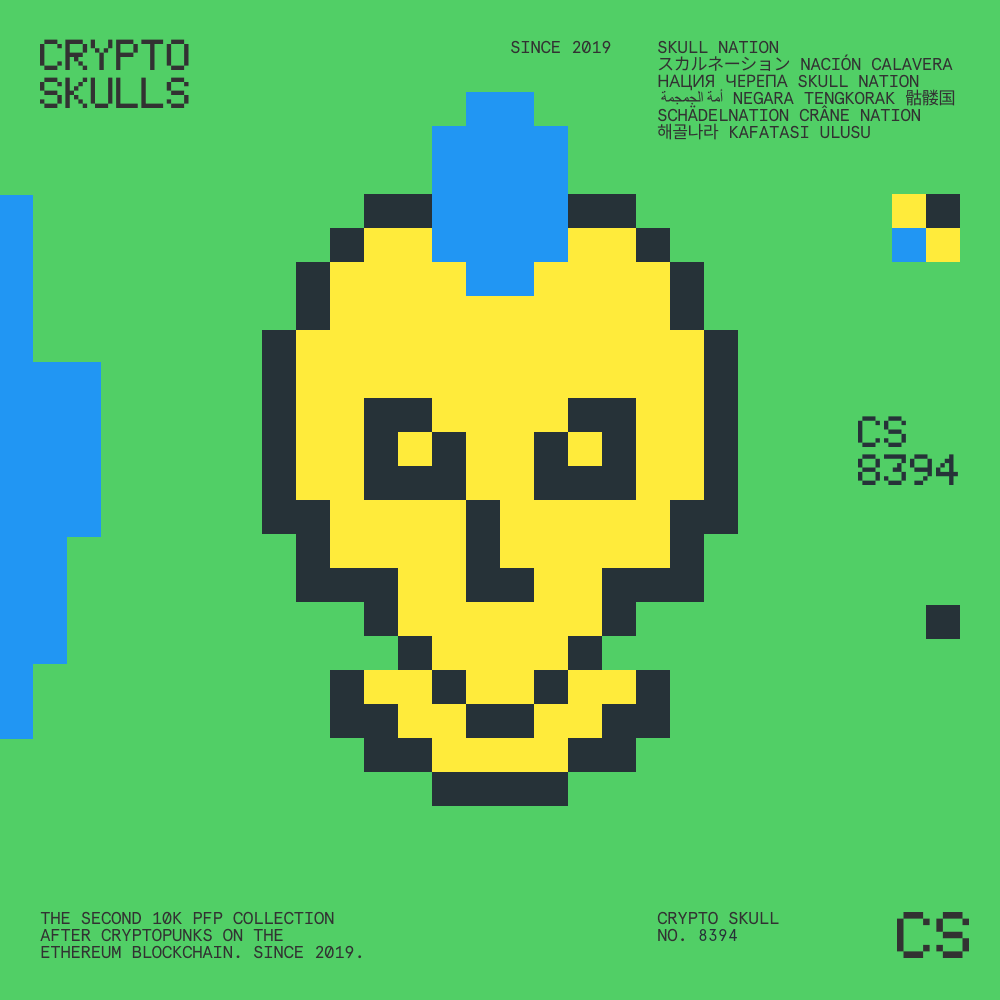 CRYPTO
SKULLS
SINCE 2019
SKULL NATION
スカルネーション NACIÓN CALAVERA
НАЦИЯ ЧЕРЕПА SKULL NATION
أمة الجمجمة NEGARA TENGKORAK 骷髅国
SCHÄDELNATION CRÂNE NATION
해골나라 KAFATASI ULUSU
CS
8394
THE SECOND 10K PFP COLLECTION
AFTER CRYPTOPUNKS ON THE
ETHEREUM BLOCKCHAIN. SINCE 2019.
CRYPTO SKULL
NO. 8394
CS